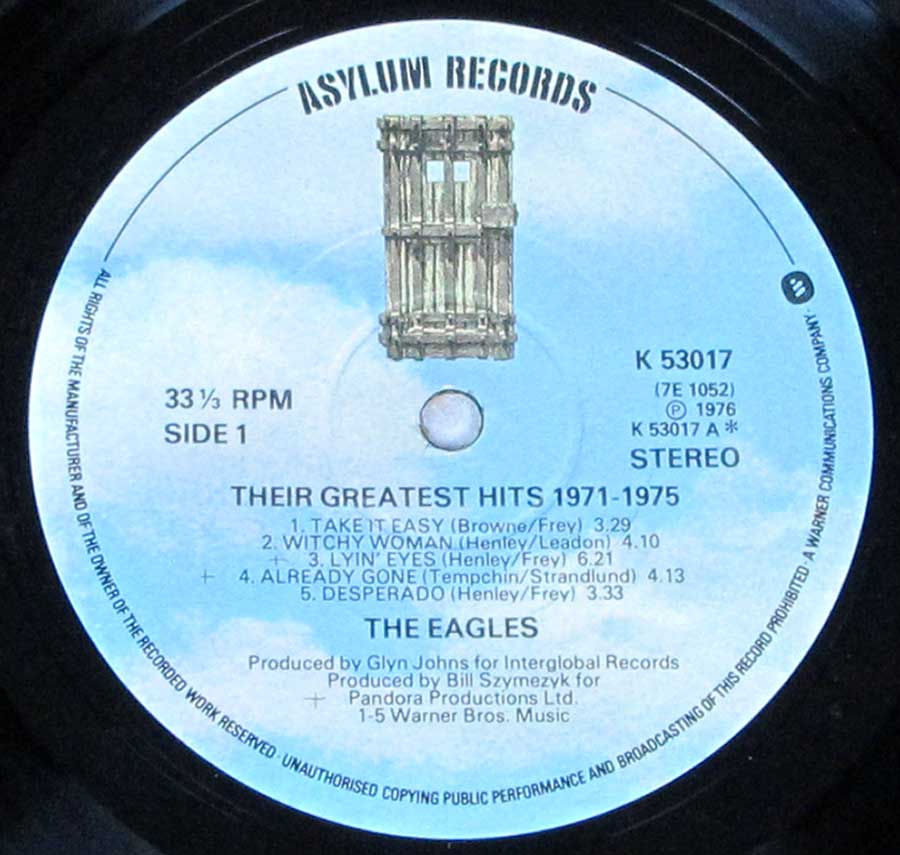 ASYLUM RECORDS
33 1/3 RPM
SIDE 1
K 53017
(7E 1052)
℗ 1976
K 53017 A *
STEREO
THEIR GREATEST HITS 1971-1975
1. TAKE IT EASY (Browne/Frey) 3.29
2. WITCHY WOMAN (Henley/Leadon) 4.10
+ 3. LYIN' EYES (Henley/Frey) 6.21
+ 4. ALREADY GONE (Tempchin/Strandlund) 4.13
5. DESPERADO (Henley/Frey) 3.33
THE EAGLES
Produced by Glyn Johns for Interglobal Records
Produced by Bill Szymezyk for
+ Pandora Productions Ltd.
1-5 Warner Bros. Music
ALL RIGHTS OF THE MANUFACTURER AND OF THE OWNER OF THE RECORDED WORK RESERVED · UNAUTHORISED COPYING PUBLIC PERFORMANCE AND BROADCASTING OF THIS RECORD PROHIBITED · A WARNER COMMUNICATIONS COMPANY ·